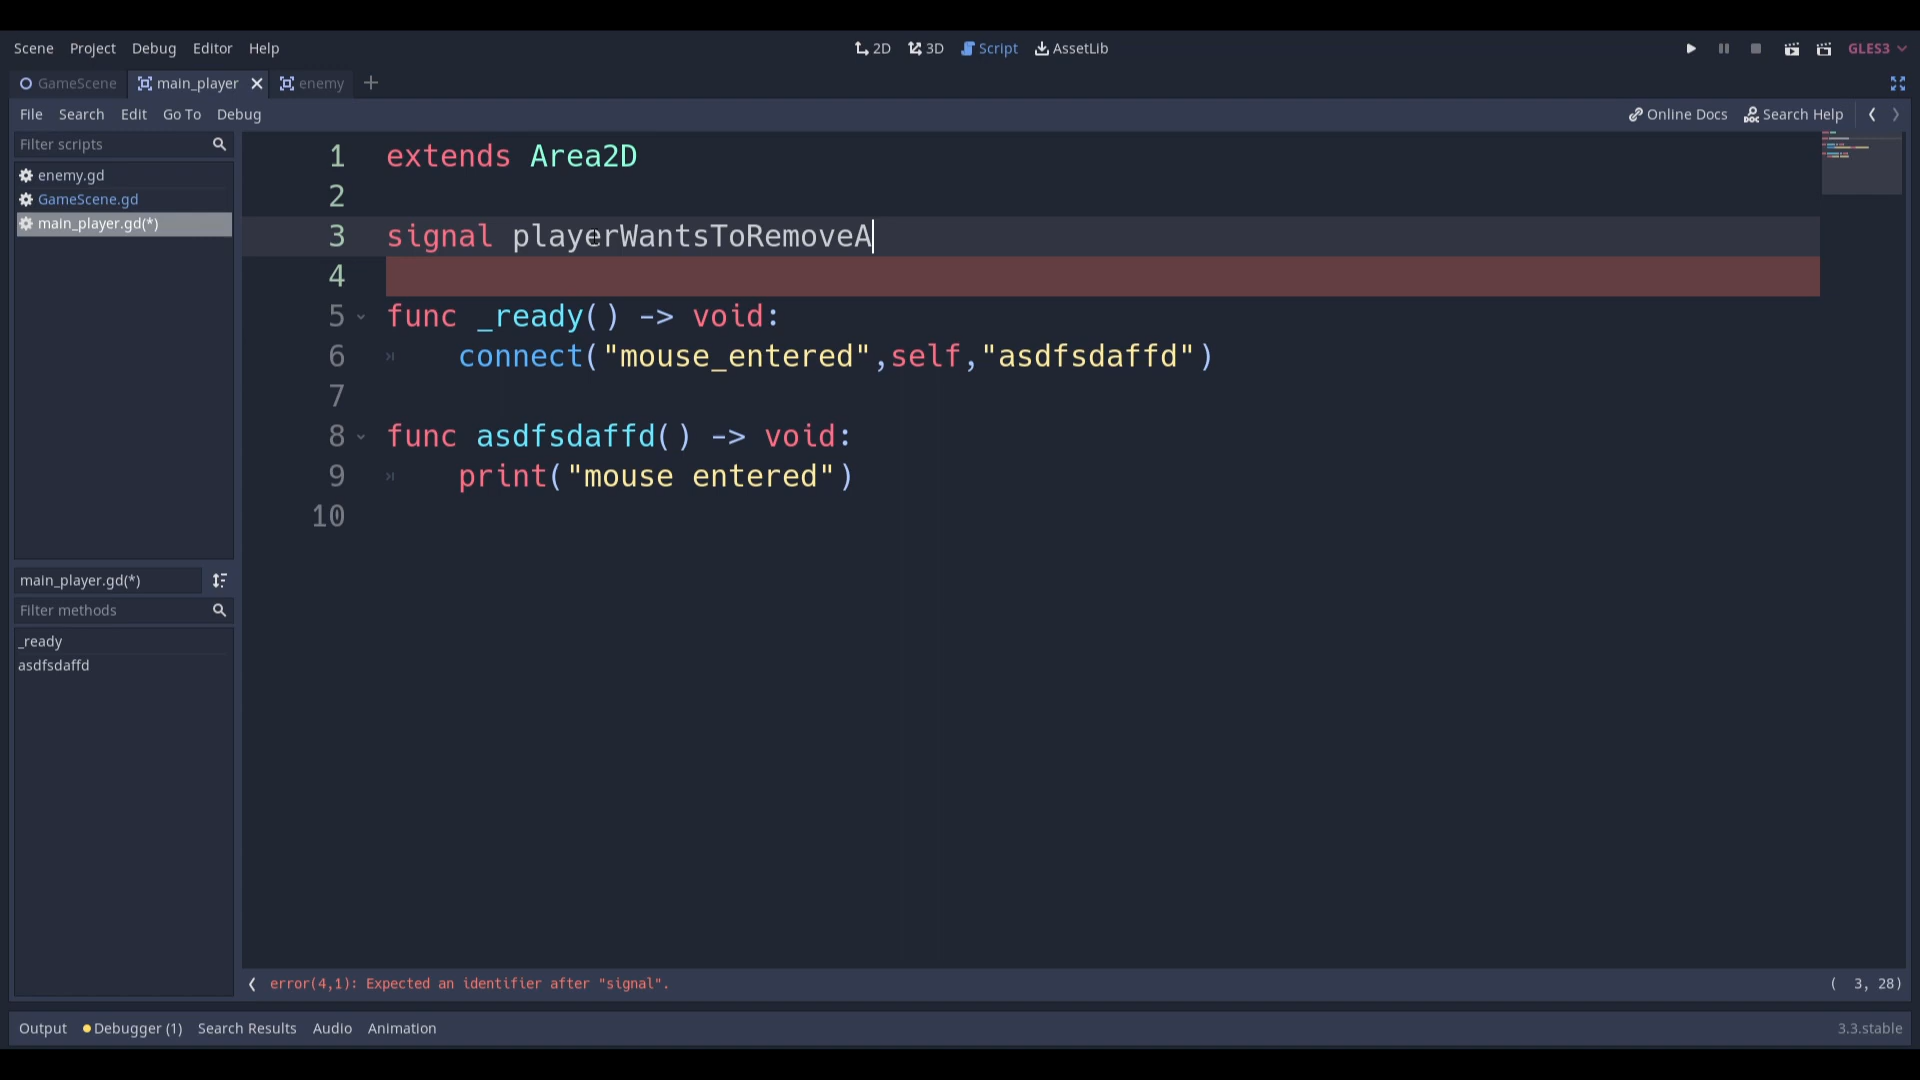 Scene Project Debug Editor Help 2D 3D Script AssetLib GLES3
GameScene main_player enemy
File Search Edit Go To Debug Online Docs Search Help
Filter scripts
enemy.gd
GameScene.gd
main_player.gd(*)
main_player.gd(*)
Filter methods
_ready
asdfsdaffd
1 extends Area2D
2
3 signal playerWantsToRemoveA
4
5 func _ready() -> void:
6 connect("mouse_entered",self,"asdfsdaffd")
7
8 func asdfsdaffd() -> void:
9 print("mouse entered")
10
error(4,1): Expected an identifier after "signal". ( 3, 28)
Output Debugger (1) Search Results Audio Animation 3.3.stable